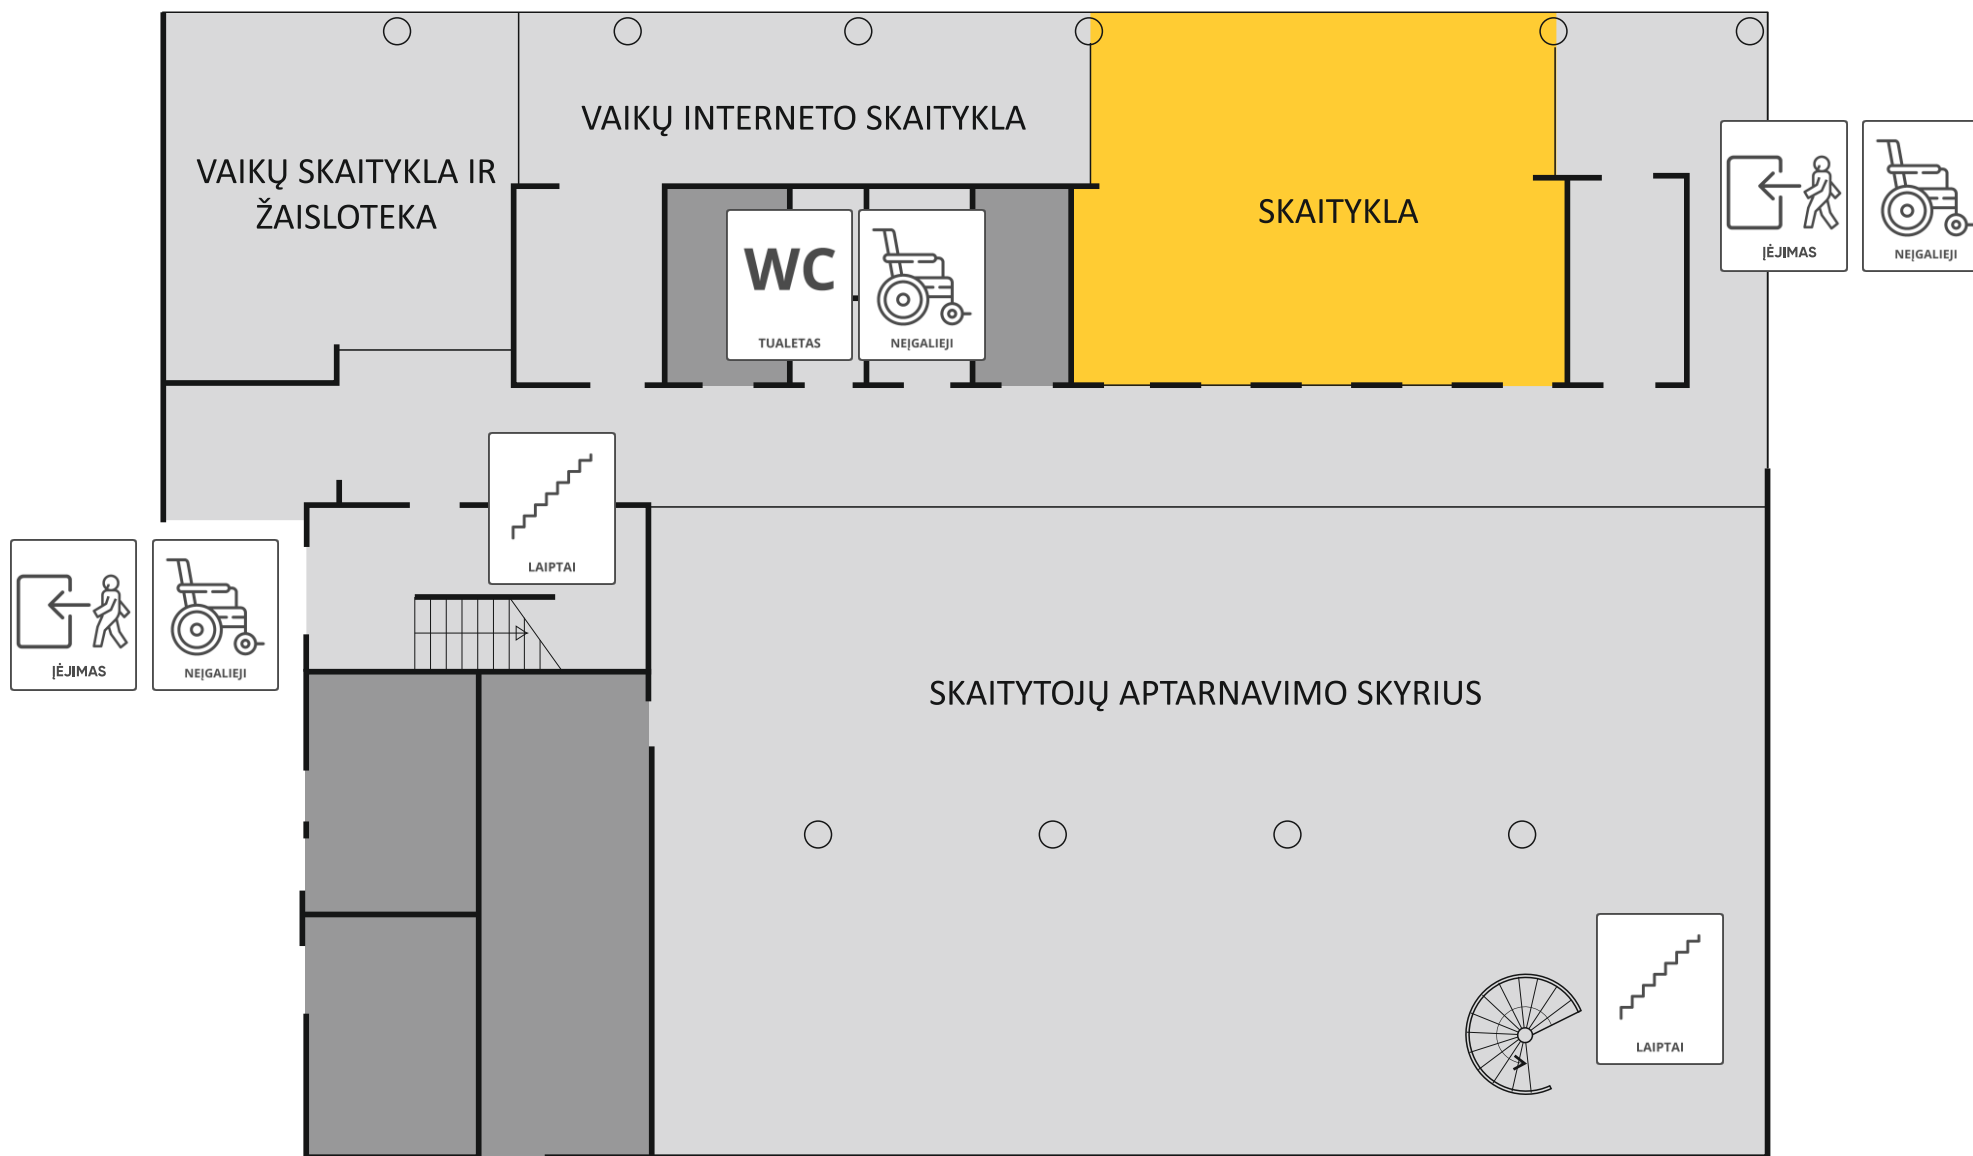 VAIKŲ INTERNETO SKAITYKLA
VAIKŲ SKAITYKLA IR
ŽAISLOTEKA
SKAITYKLA
WC
TUALETAS
NEĮGALIEJI
ĮĖJIMAS
NEĮGALIEJI
LAIPTAI
ĮĖJIMAS
NEĮGALIEJI
SKAITYTOJŲ APTARNAVIMO SKYRIUS
LAIPTAI